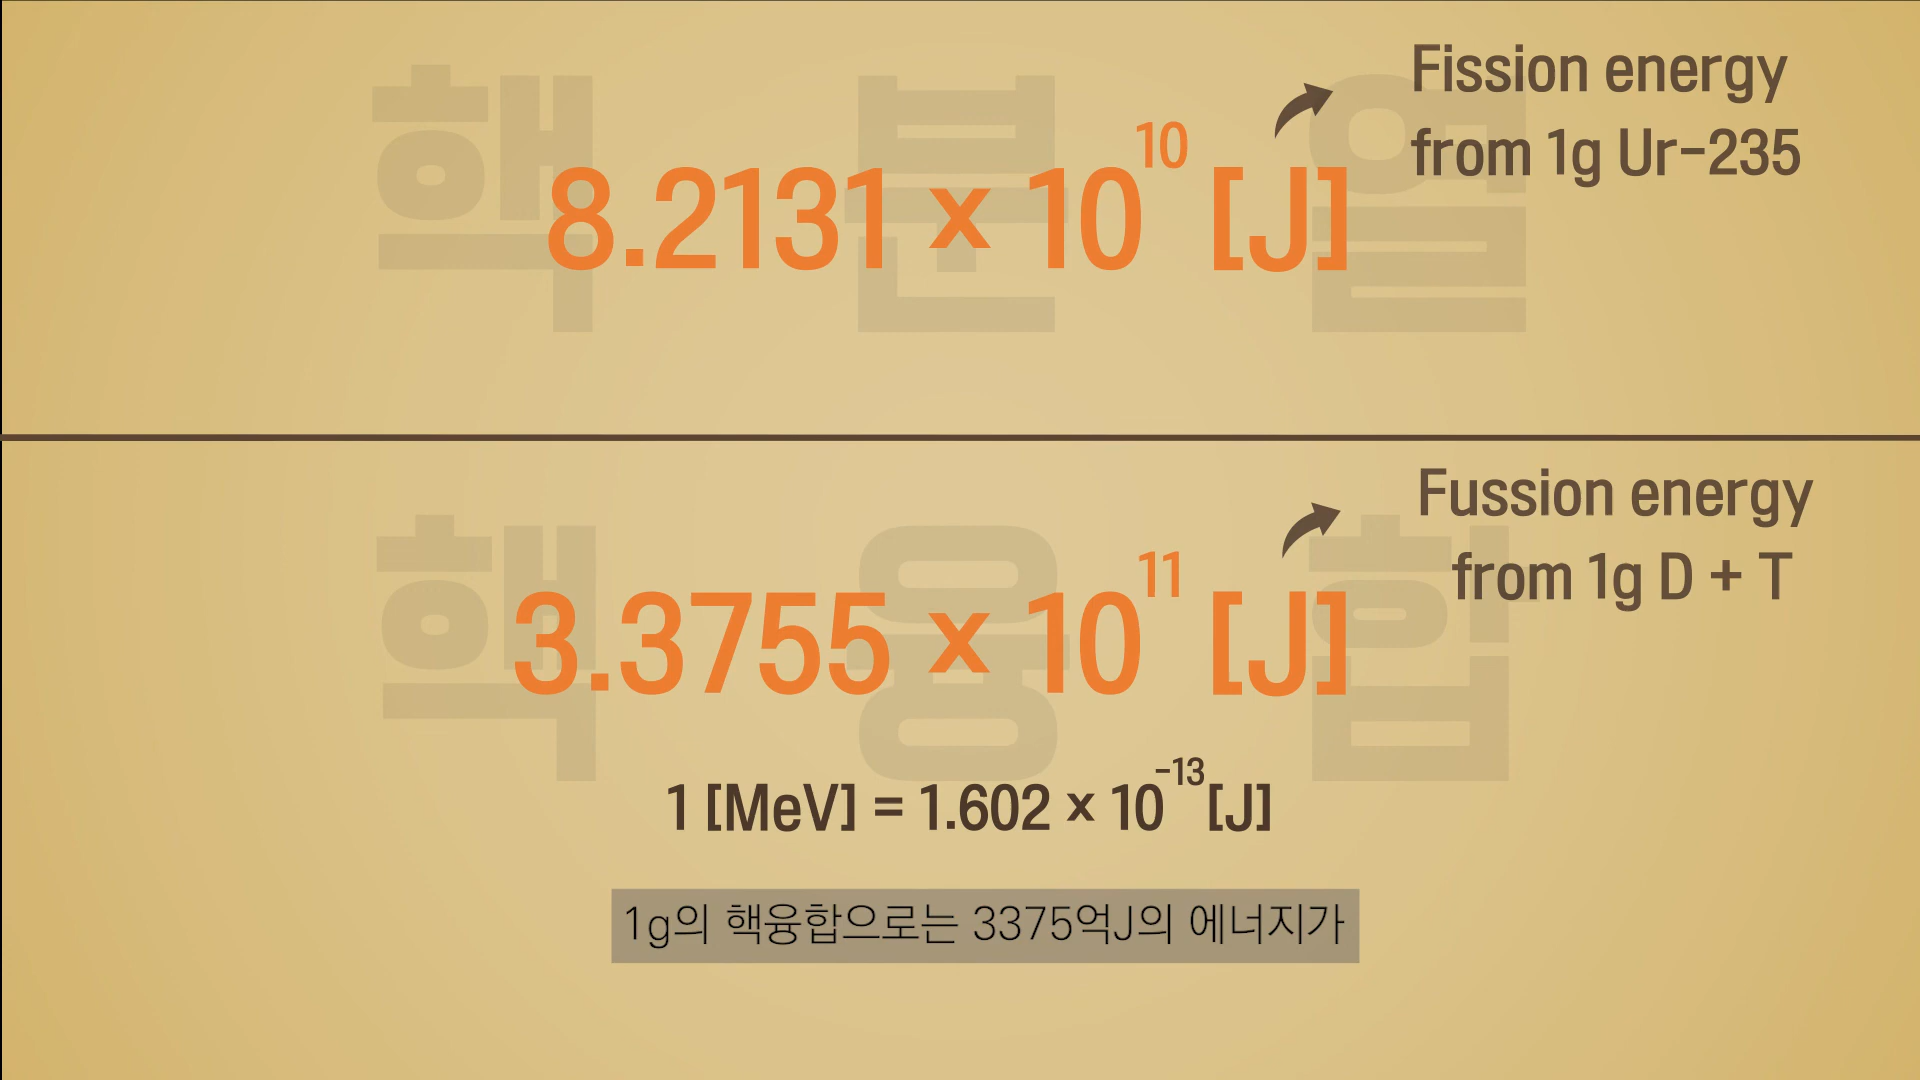 핵분열
8.2131 × 10^10 [J]
Fission energy
from 1g Ur-235
핵융합
3.3755 × 10^11 [J]
Fussion energy
from 1g D + T
1 [MeV] = 1.602 × 10^-13 [J]
1g의 핵융합으로는 3375억J의 에너지가